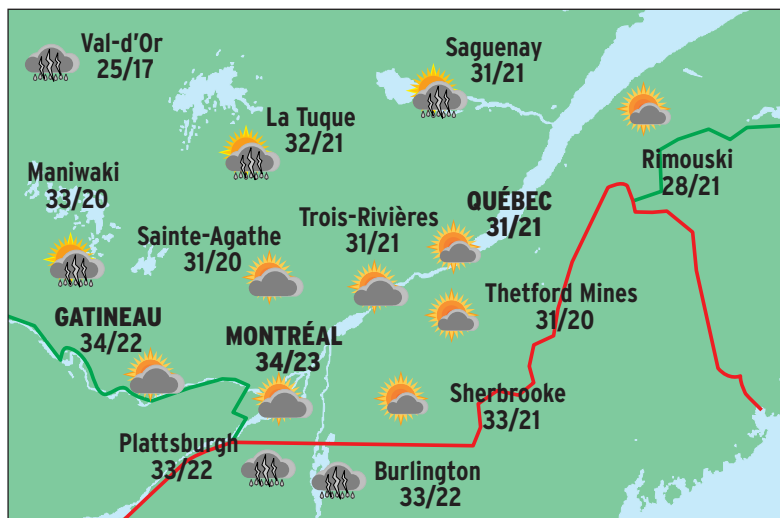 Val-d'Or
25/17
Saguenay
31/21
La Tuque
32/21
Rimouski
28/21
Maniwaki
33/20
QUÉBEC
31/21
Trois-Rivières
31/21
Sainte-Agathe
31/20
Thetford Mines
31/20
GATINEAU
34/22
MONTRÉAL
34/23
Sherbrooke
33/21
Plattsburgh
33/22
Burlington
33/22